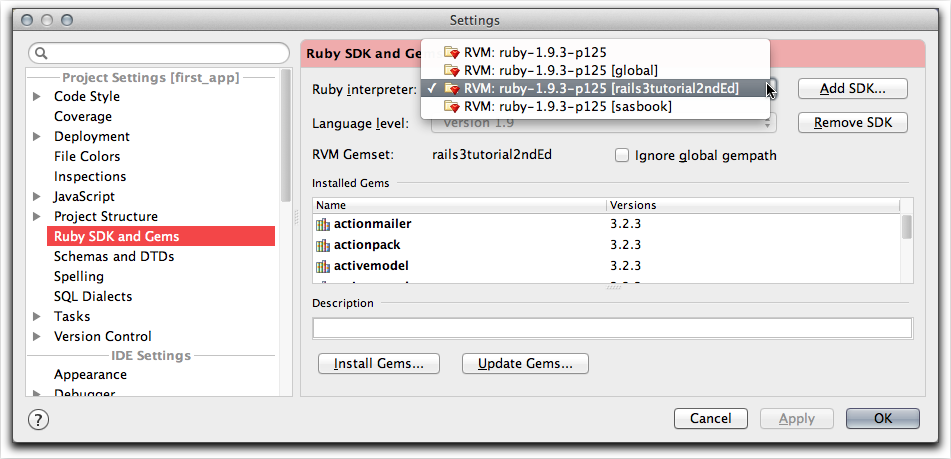 Settings
Project Settings [first_app]
Code Style
Coverage
Deployment
File Colors
Inspections
JavaScript
Project Structure
Ruby SDK and Gems
Schemas and DTDs
Spelling
SQL Dialects
Tasks
Version Control
IDE Settings
Appearance
Debugger
Ruby SDK and Ge
RVM: ruby-1.9.3-p125
RVM: ruby-1.9.3-p125 [global]
Ruby interpreter:
✓ RVM: ruby-1.9.3-p125 [rails3tutorial2ndEd]
Add SDK...
RVM: ruby-1.9.3-p125 [sasbook]
Language level:
Version 1.9
Remove SDK
RVM Gemset:
rails3tutorial2ndEd
Ignore global gempath
Installed Gems
Name Versions
actionmailer 3.2.3
actionpack 3.2.3
activemodel 3.2.3
Description
Install Gems...
Update Gems...
?
Cancel
Apply
OK